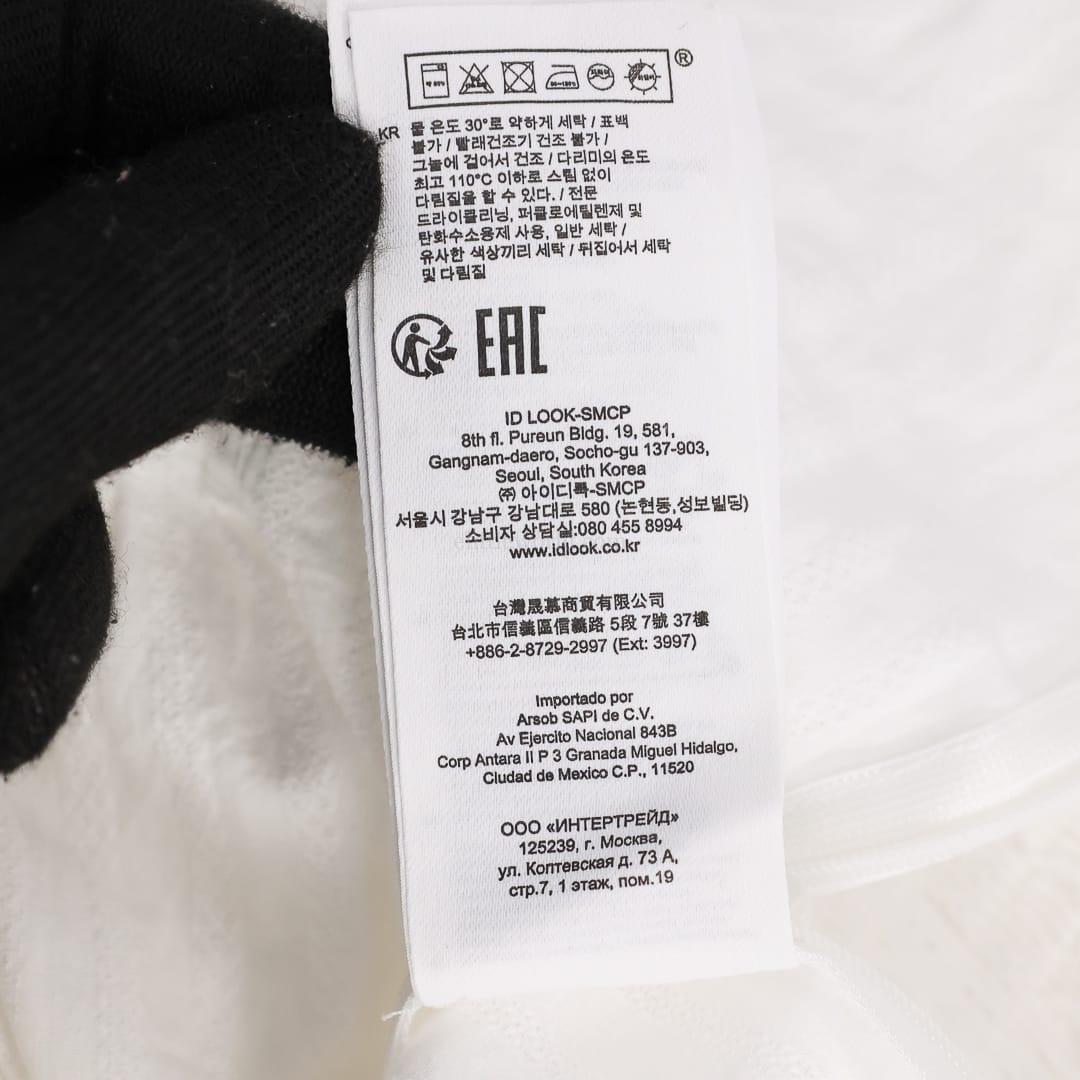 ®
KR 물 온도 30°로 약하게 세탁 / 표백
불가 / 빨래건조기 건조 불가 /
그늘에 걸어서 건조 / 다리미의 온도
최고 110°C 이하로 스팀 없이
다림질을 할 수 있다. / 전문
드라이클리닝, 퍼클로에틸렌제 및
탄화수소용제 사용, 일반 세탁 /
유사한 색상끼리 세탁 / 뒤집어서 세탁
및 다림질
EAC
ID LOOK-SMCP
8th fl. Pureun Bldg. 19, 581,
Gangnam-daero, Socho-gu 137-903,
Seoul, South Korea
㈜ 아이디룩-SMCP
서울시 강남구 강남대로 580 (논현동,성보빌딩)
소비자 상담실:080 455 8994
www.idlook.co.kr
台灣晟慕商貿有限公司
台北市信義區信義路 5段 7號 37樓
+886-2-8729-2997 (Ext: 3997)
Importado por
Arsob SAPI de C.V.
Av Ejercito Nacional 843B
Corp Antara II P 3 Granada Miguel Hidalgo,
Ciudad de Mexico C.P., 11520
ООО «ИНТЕРТРЕЙД»
125239, г. Москва,
ул. Коптевская д. 73 А,
стр.7, 1 этаж, пом.19